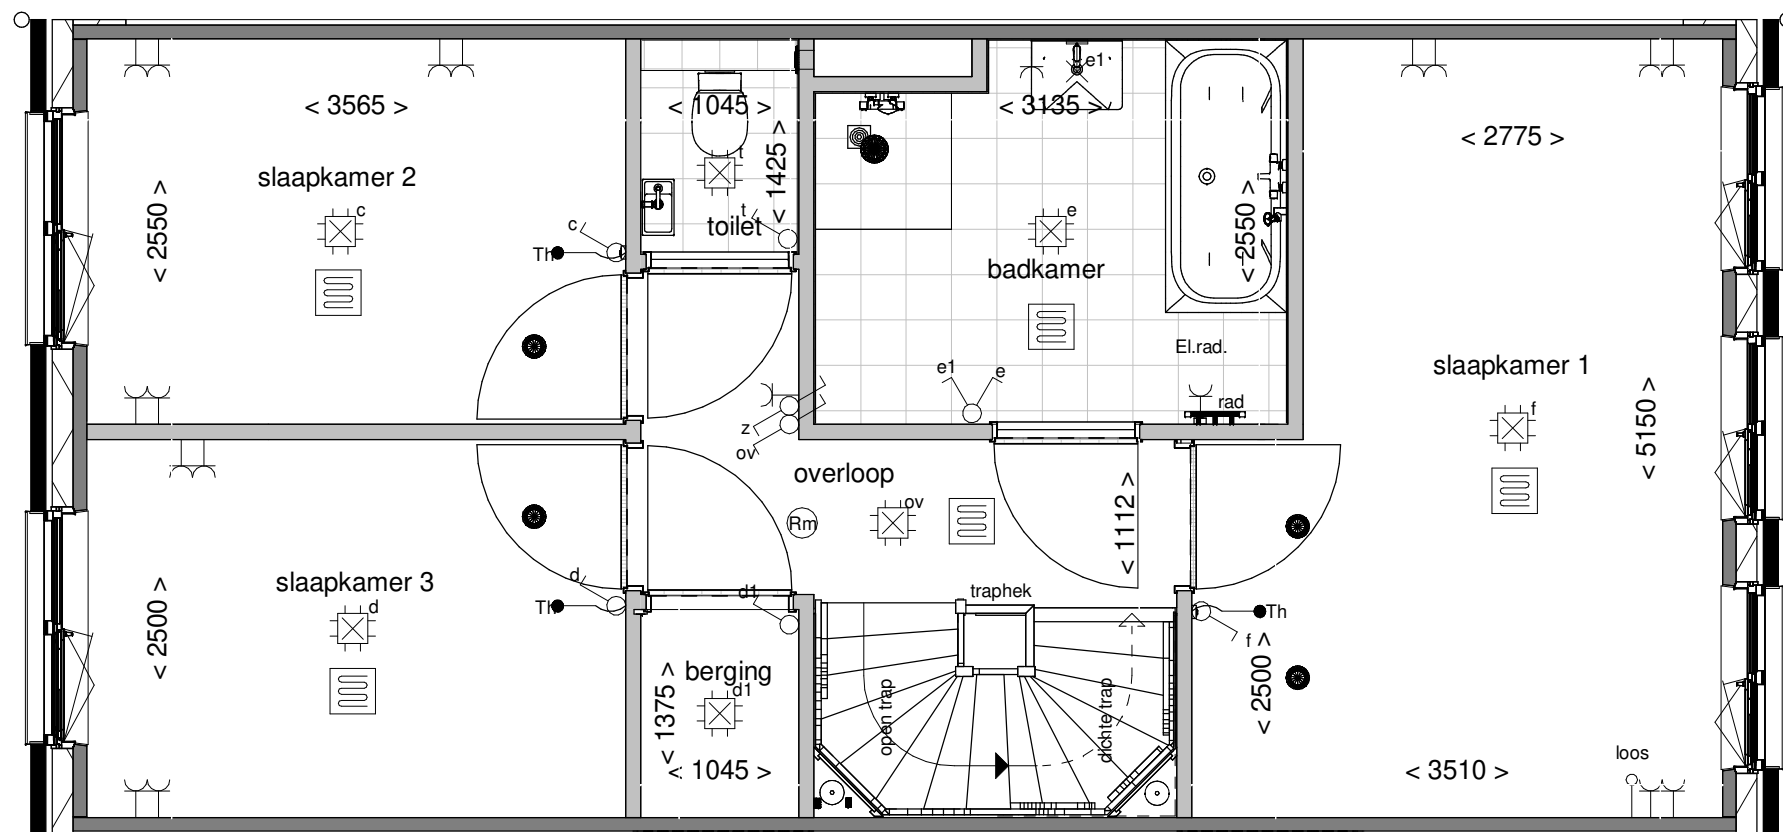 < 3565 >
< 1045 >
< 3135 >
e1
< 2775 >
slaapkamer 2
< 2550 >
c
c
Th
t
< 1425 >
t
toilet
e
badkamer
< 2550 >
El.rad.
rad
e1
e
slaapkamer 1
f
< 5150 >
z
ov
overloop
ov
Rm
< 1112 >
slaapkamer 3
d
< 2500 >
d
Th
d1
berging
d1
< 1375 >
< 1045 >
traphek
open trap
dichte trap
Th
f
< 2500 >
< 3510 >
loos